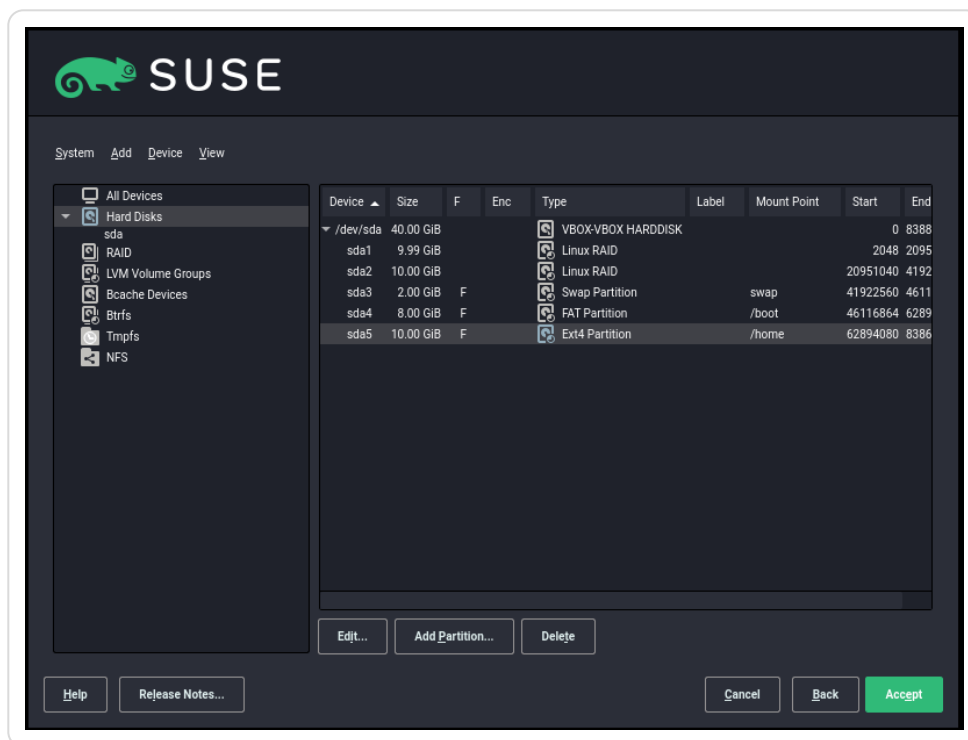 SUSE
System Add Device View
All Devices
Hard Disks
sda
RAID
LVM Volume Groups
Bcache Devices
Btrfs
Tmpfs
NFS
Device Size F Enc Type Label Mount Point Start End
/dev/sda 40.00 GiB VBOX-VBOX HARDDISK 0 8388
sda1 9.99 GiB Linux RAID 2048 2095
sda2 10.00 GiB Linux RAID 20951040 4192
sda3 2.00 GiB F Swap Partition swap 41922560 4611
sda4 8.00 GiB F FAT Partition /boot 46116864 6289
sda5 10.00 GiB F Ext4 Partition /home 62894080 8386
Edit... Add Partition... Delete
Help Release Notes... Cancel Back Accept